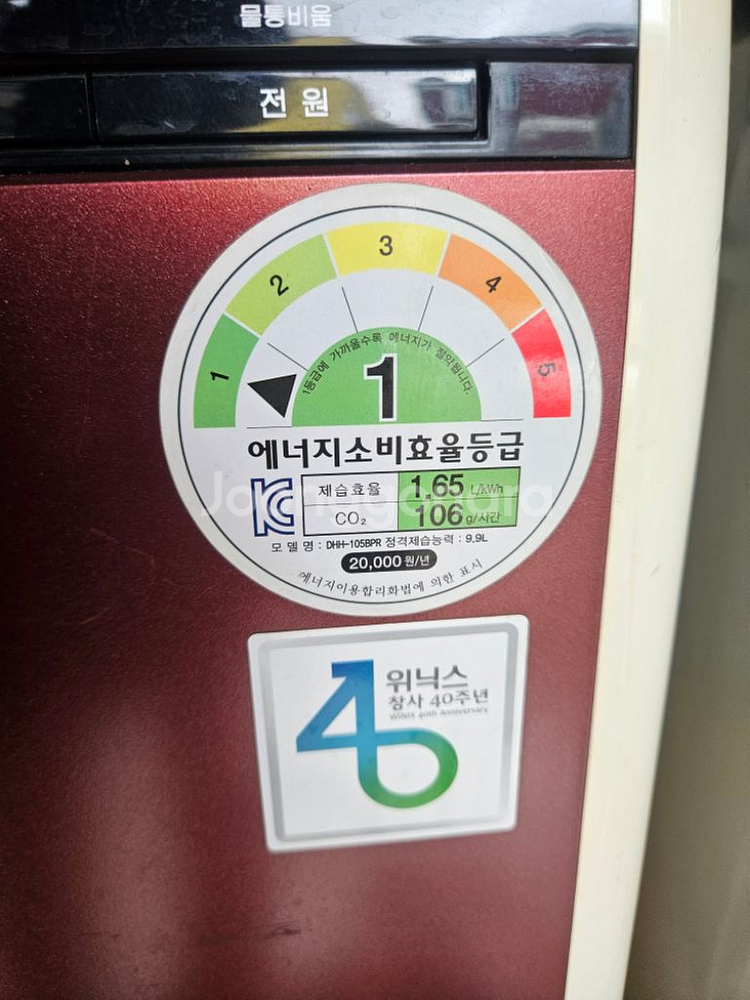 물통비움
전원
1 2 3 4 5
1등급에 가까울수록 에너지가 절약됩니다.
1
에너지소비효율등급
제습효율 1.65 L/kWh
CO₂ 106 g/시간
모델명 : DHH-105BPR 정격제습능력 : 9.9L
20,000 원/년
에너지이용합리화법에 의한 표시
Joonggonara
40
위닉스
창사 40주년
Winix 40th Anniversary